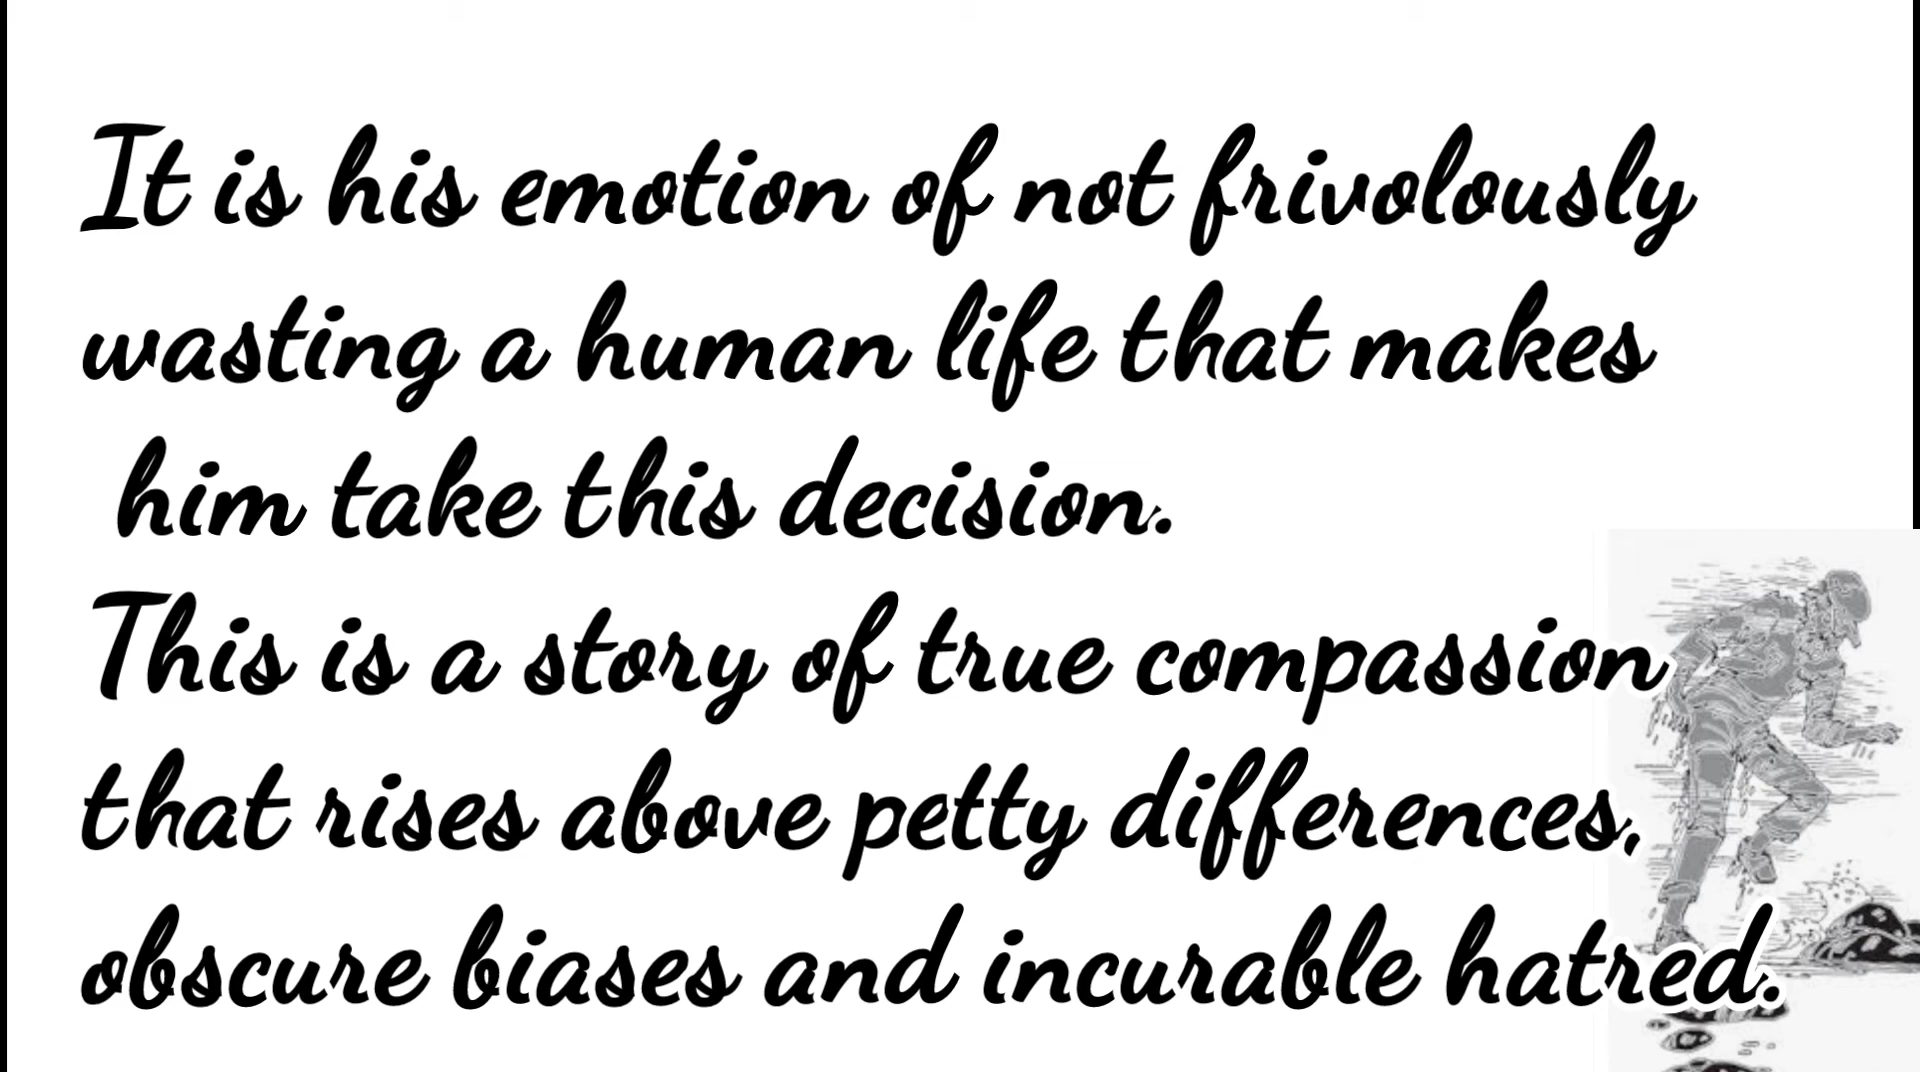 It is his emotion of not frivolously
wasting a human life that makes
him take this decision.
This is a story of true compassion
that rises above petty differences,
obscure biases and incurable hatred.